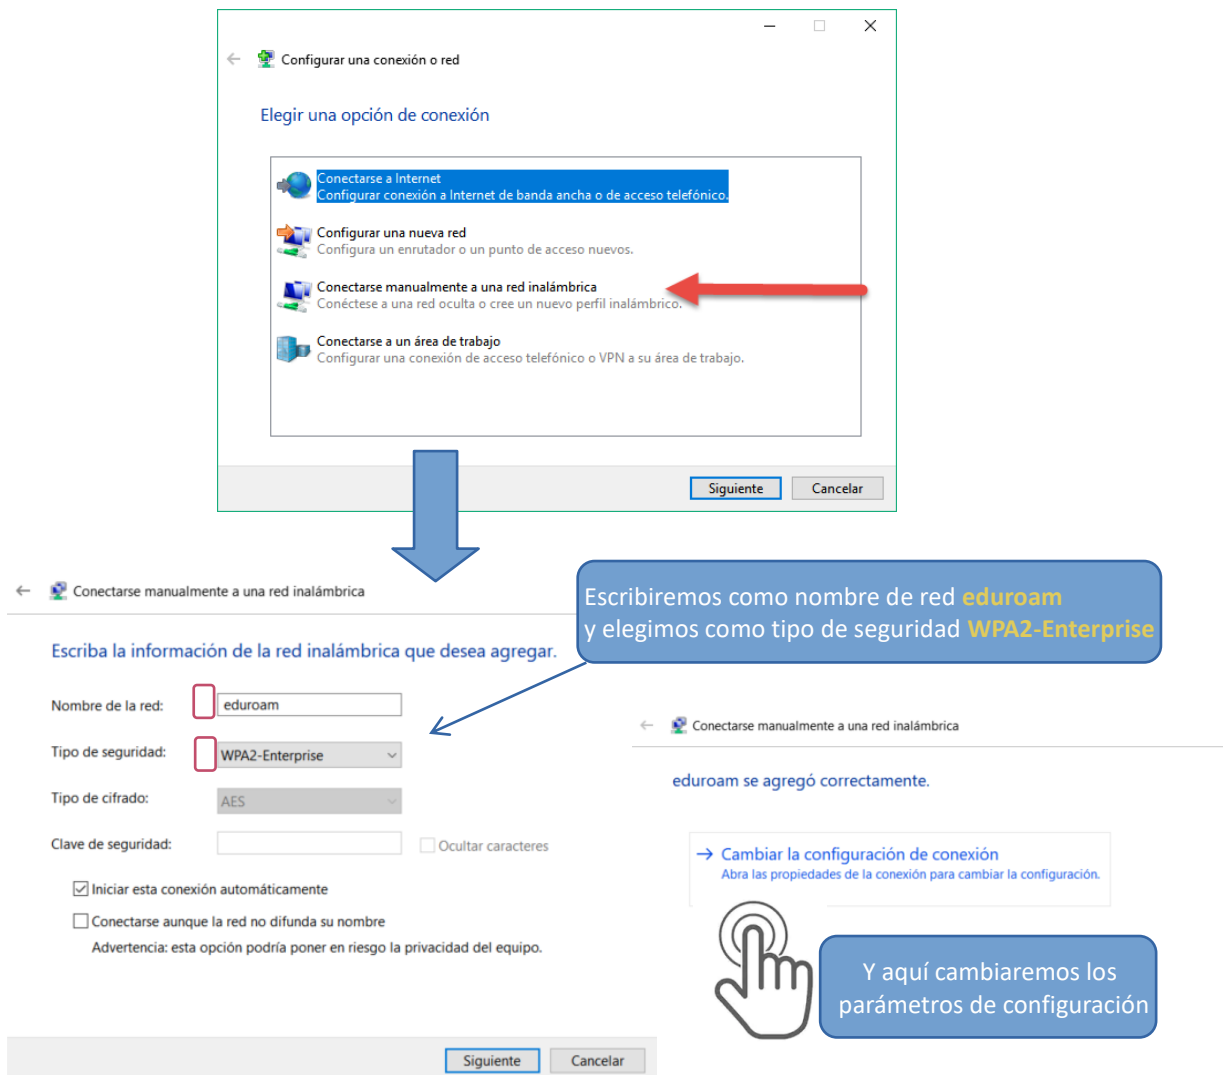 Configurar una conexión o red
Elegir una opción de conexión
Conectarse a Internet
Configurar conexión a Internet de banda ancha o de acceso telefónico.
Configurar una nueva red
Configura un enrutador o un punto de acceso nuevos.
Conectarse manualmente a una red inalámbrica
Conéctese a una red oculta o cree un nuevo perfil inalámbrico.
Conectarse a un área de trabajo
Configurar una conexión de acceso telefónico o VPN a su área de trabajo.
Siguiente Cancelar
Escribiremos como nombre de red eduroam
y elegimos como tipo de seguridad WPA2-Enterprise
Conectarse manualmente a una red inalámbrica
Escriba la información de la red inalámbrica que desea agregar.
Nombre de la red: eduroam
Tipo de seguridad: WPA2-Enterprise
Tipo de cifrado: AES
Clave de seguridad: Ocultar caracteres
Iniciar esta conexión automáticamente
Conectarse aunque la red no difunda su nombre
Advertencia: esta opción podría poner en riesgo la privacidad del equipo.
Siguiente Cancelar
Conectarse manualmente a una red inalámbrica
eduroam se agregó correctamente.
Cambiar la configuración de conexión
Abra las propiedades de la conexión para cambiar la configuración.
Y aquí cambiaremos los
parámetros de configuración